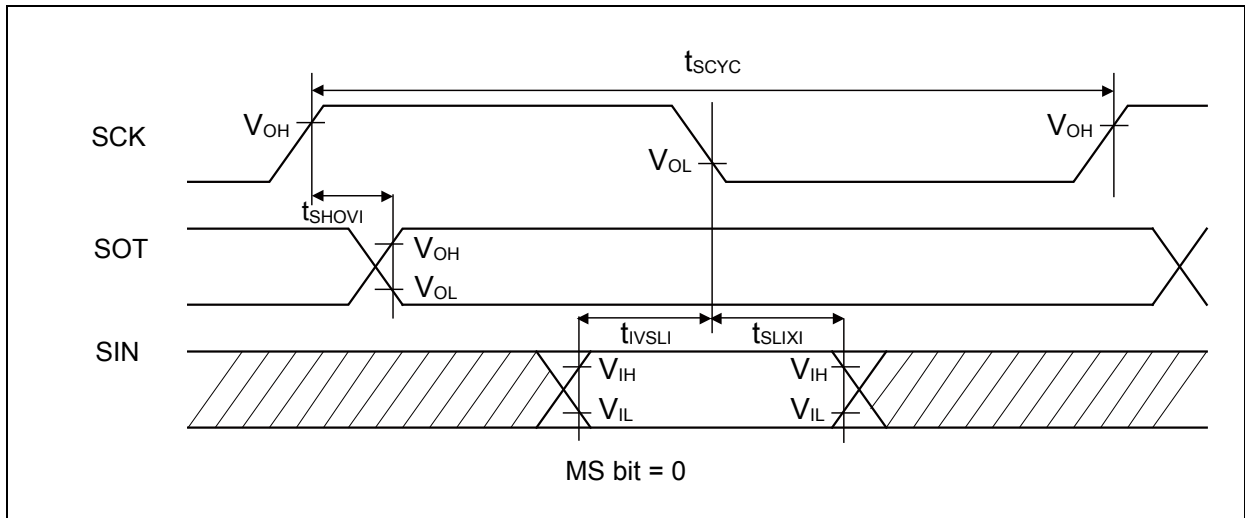 tSCYC
SCK
VOH
VOH
VOL
tSHOVI
SOT
VOH
VOL
SIN
tIVSLI
tSLIXI
VIH
VIH
VIL
VIL
MS bit = 0